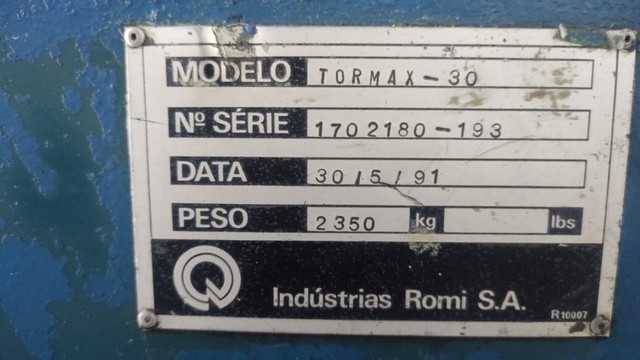 MODELO TORMAX-30
Nº SÉRIE 1702180-193
DATA 30/5/91
PESO 2350 kg lbs
Indústrias Romi S.A.
R10007